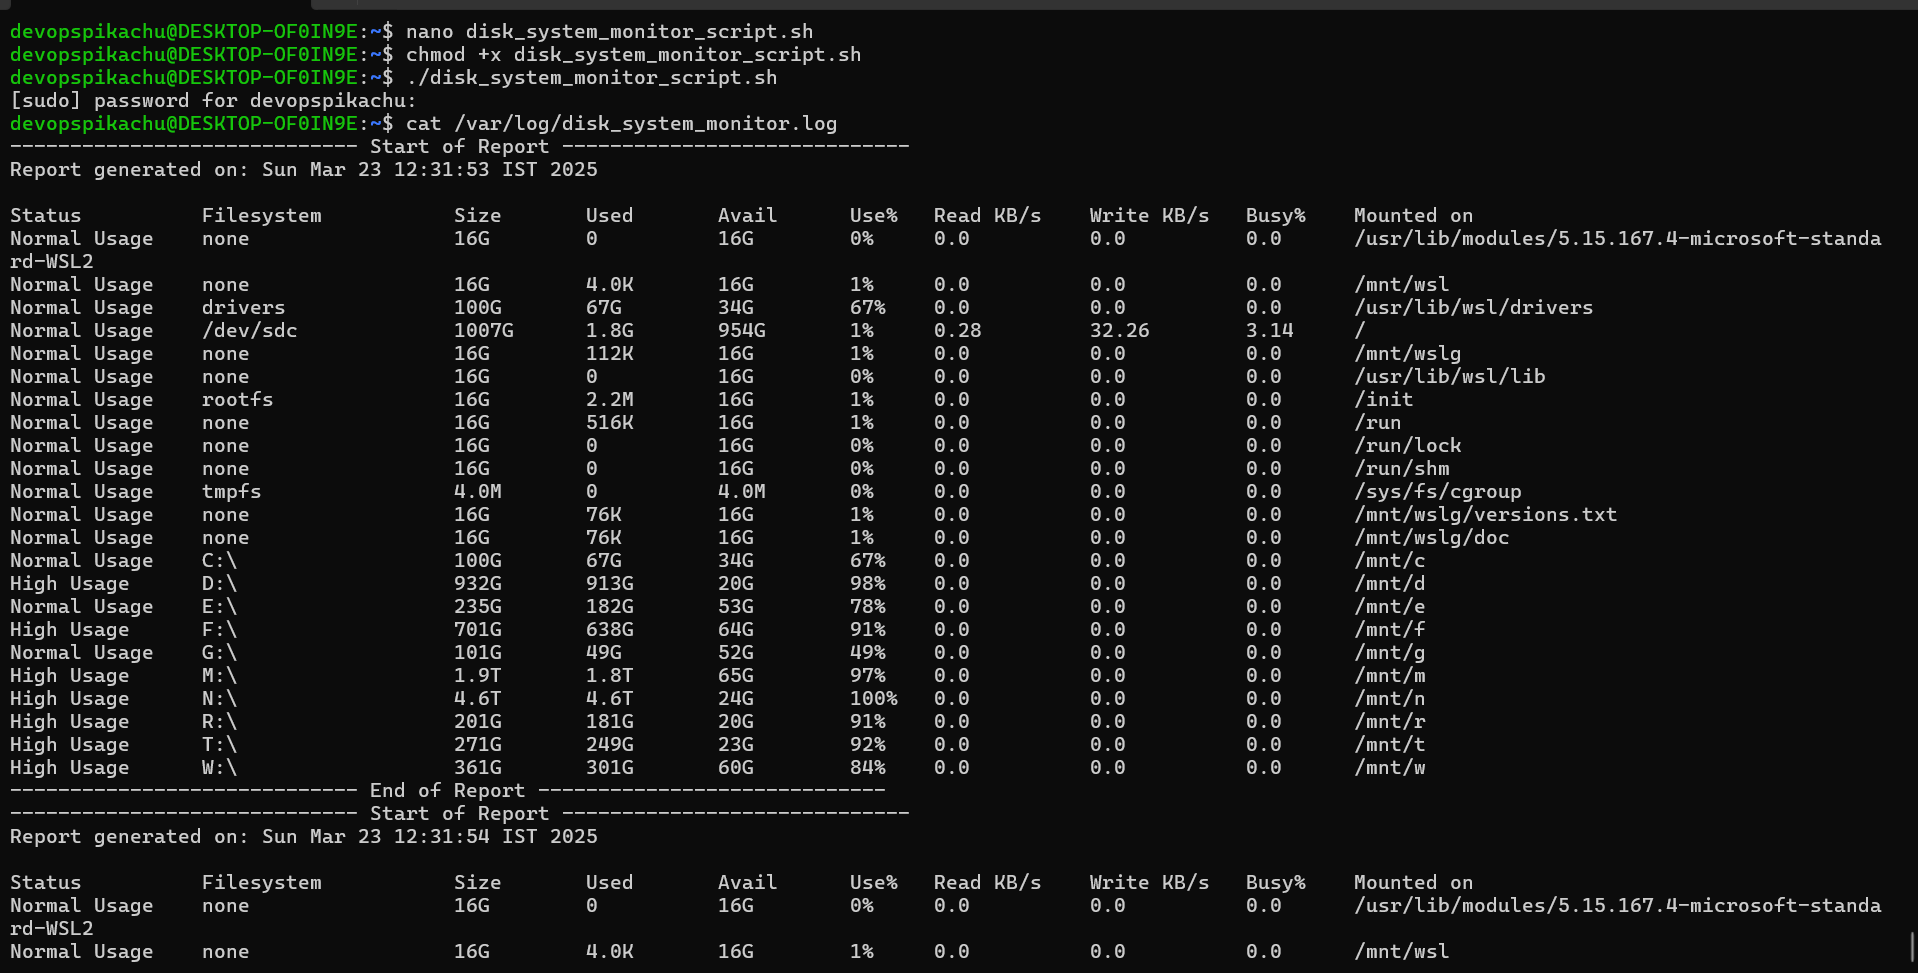 devopspikachu@DESKTOP-OF0IN9E:~$ nano disk_system_monitor_script.sh
devopspikachu@DESKTOP-OF0IN9E:~$ chmod +x disk_system_monitor_script.sh
devopspikachu@DESKTOP-OF0IN9E:~$ ./disk_system_monitor_script.sh
[sudo] password for devopspikachu:
devopspikachu@DESKTOP-OF0IN9E:~$ cat /var/log/disk_system_monitor.log
----------------------------- Start of Report -----------------------------
Report generated on: Sun Mar 23 12:31:53 IST 2025

Status          Filesystem           Size       Used       Avail      Use%   Read KB/s    Write KB/s   Busy%    Mounted on
Normal Usage    none                 16G        0          16G        0%     0.0          0.0          0.0      /usr/lib/modules/5.15.167.4-microsoft-standa
rd-WSL2
Normal Usage    none                 16G        4.0K       16G        1%     0.0          0.0          0.0      /mnt/wsl
Normal Usage    drivers              100G       67G        34G        67%    0.0          0.0          0.0      /usr/lib/wsl/drivers
Normal Usage    /dev/sdc             1007G      1.8G       954G       1%     0.28         32.26        3.14     /
Normal Usage    none                 16G        112K       16G        1%     0.0          0.0          0.0      /mnt/wslg
Normal Usage    none                 16G        0          16G        0%     0.0          0.0          0.0      /usr/lib/wsl/lib
Normal Usage    rootfs               16G        2.2M       16G        1%     0.0          0.0          0.0      /init
Normal Usage    none                 16G        516K       16G        1%     0.0          0.0          0.0      /run
Normal Usage    none                 16G        0          16G        0%     0.0          0.0          0.0      /run/lock
Normal Usage    none                 16G        0          16G        0%     0.0          0.0          0.0      /run/shm
Normal Usage    tmpfs                4.0M       0          4.0M       0%     0.0          0.0          0.0      /sys/fs/cgroup
Normal Usage    none                 16G        76K        16G        1%     0.0          0.0          0.0      /mnt/wslg/versions.txt
Normal Usage    none                 16G        76K        16G        1%     0.0          0.0          0.0      /mnt/wslg/doc
Normal Usage    C:\                  100G       67G        34G        67%    0.0          0.0          0.0      /mnt/c
High Usage      D:\                  932G       913G       20G        98%    0.0          0.0          0.0      /mnt/d
Normal Usage    E:\                  235G       182G       53G        78%    0.0          0.0          0.0      /mnt/e
High Usage      F:\                  701G       638G       64G        91%    0.0          0.0          0.0      /mnt/f
Normal Usage    G:\                  101G       49G        52G        49%    0.0          0.0          0.0      /mnt/g
High Usage      M:\                  1.9T       1.8T       65G        97%    0.0          0.0          0.0      /mnt/m
High Usage      N:\                  4.6T       4.6T       24G        100%   0.0          0.0          0.0      /mnt/n
High Usage      R:\                  201G       181G       20G        91%    0.0          0.0          0.0      /mnt/r
High Usage      T:\                  271G       249G       23G        92%    0.0          0.0          0.0      /mnt/t
High Usage      W:\                  361G       301G       60G        84%    0.0          0.0          0.0      /mnt/w
----------------------------- End of Report -----------------------------
----------------------------- Start of Report -----------------------------
Report generated on: Sun Mar 23 12:31:54 IST 2025

Status          Filesystem           Size       Used       Avail      Use%   Read KB/s    Write KB/s   Busy%    Mounted on
Normal Usage    none                 16G        0          16G        0%     0.0          0.0          0.0      /usr/lib/modules/5.15.167.4-microsoft-standa
rd-WSL2
Normal Usage    none                 16G        4.0K       16G        1%     0.0          0.0          0.0      /mnt/wsl